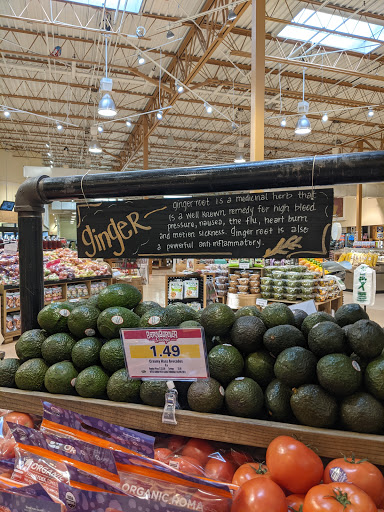 ginger
ginger root is a medicinal herb that
is a well known remedy for high blood
pressure, nausea, the flu, heart burn
and motion sickness. Ginger root is also
a powerful anti-inflammatory.
1.49
ORGANIC
ORGANIC ROMA